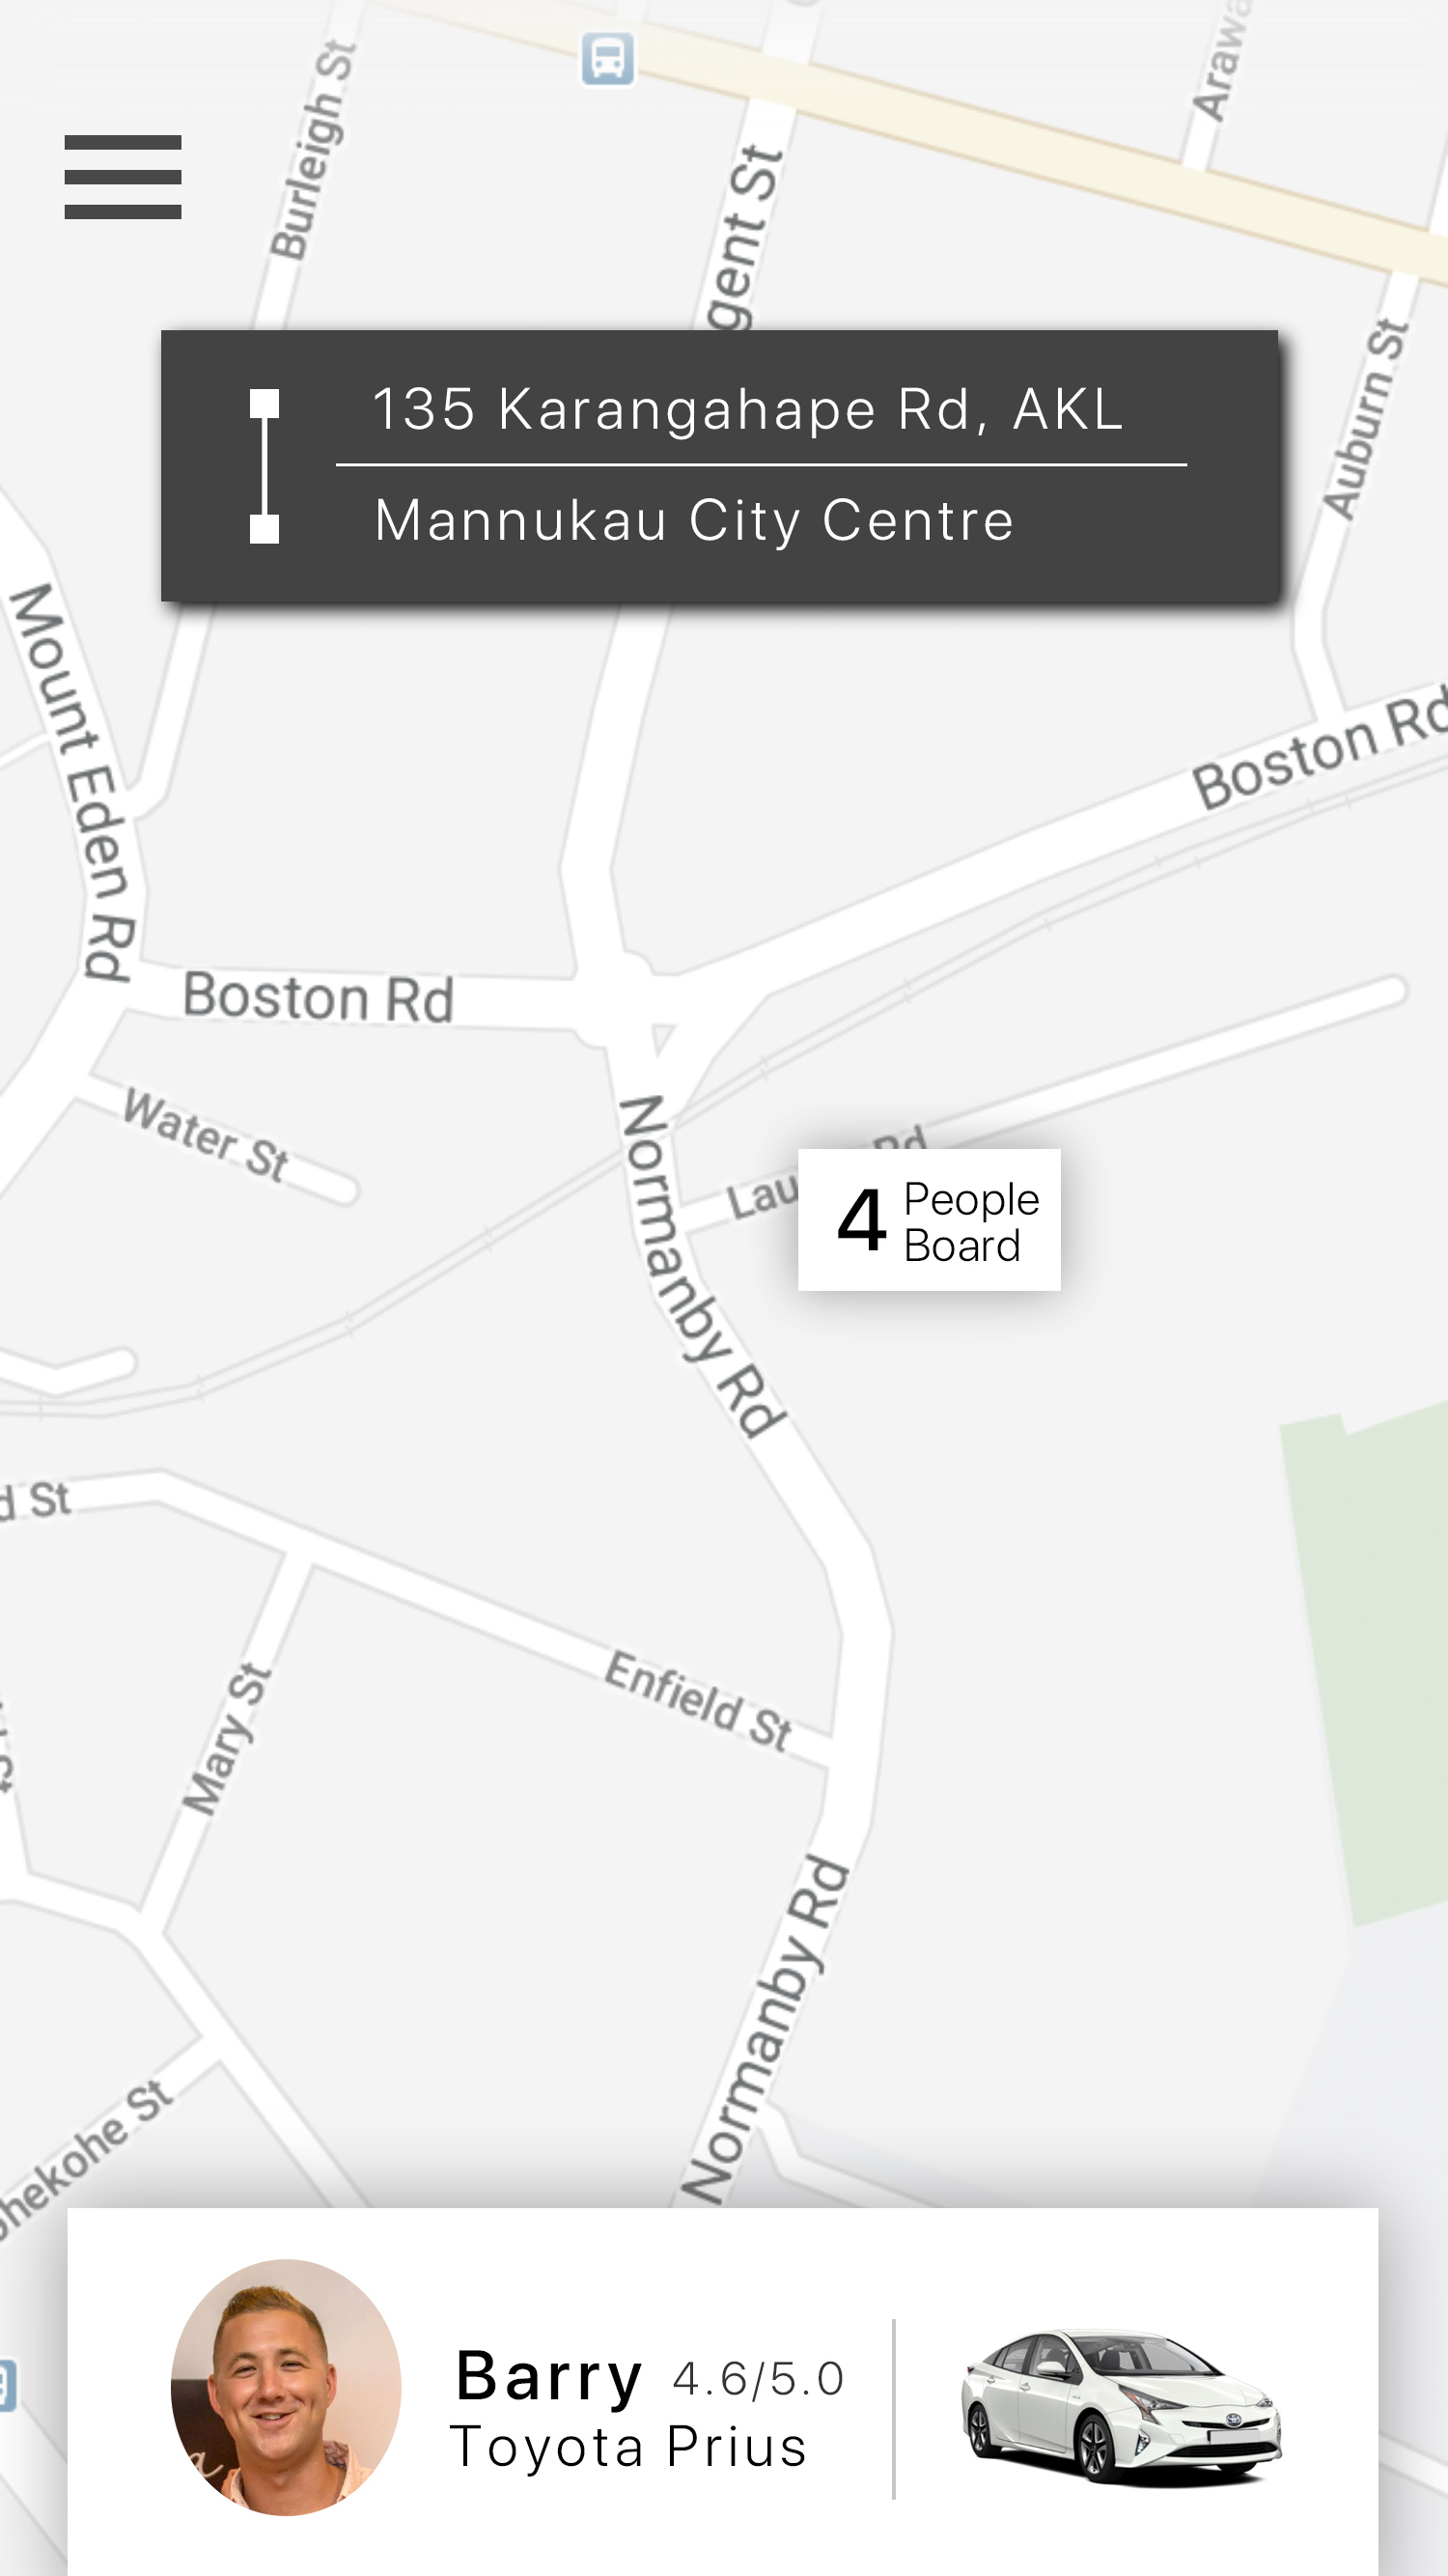 Burleigh St
gent St
Auburn St
135 Karangahape Rd, AKL
Mannukau City Centre
Mount Eden Rd
Boston Rd
Boston Rd
Water St
Normanby Rd
4 People
Board
St
Enfield St
Mary St
Normanby Rd
Barry 4.6/5.0
Toyota Prius